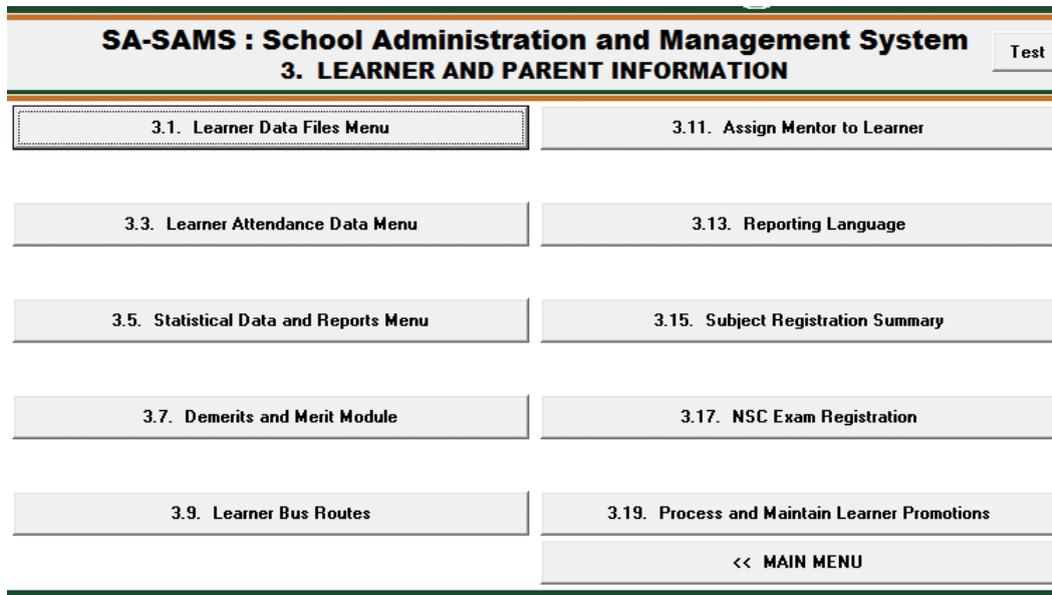 SA-SAMS : School Administration and Management System
Test
3. LEARNER AND PARENT INFORMATION
3.1. Learner Data Files Menu
3.11. Assign Mentor to Learner
3.3. Learner Attendance Data Menu
3.13. Reporting Language
3.5. Statistical Data and Reports Menu
3.15. Subject Registration Summary
3.7. Demerits and Merit Module
3.17. NSC Exam Registration
3.9. Learner Bus Routes
3.19. Process and Maintain Learner Promotions
<< MAIN MENU